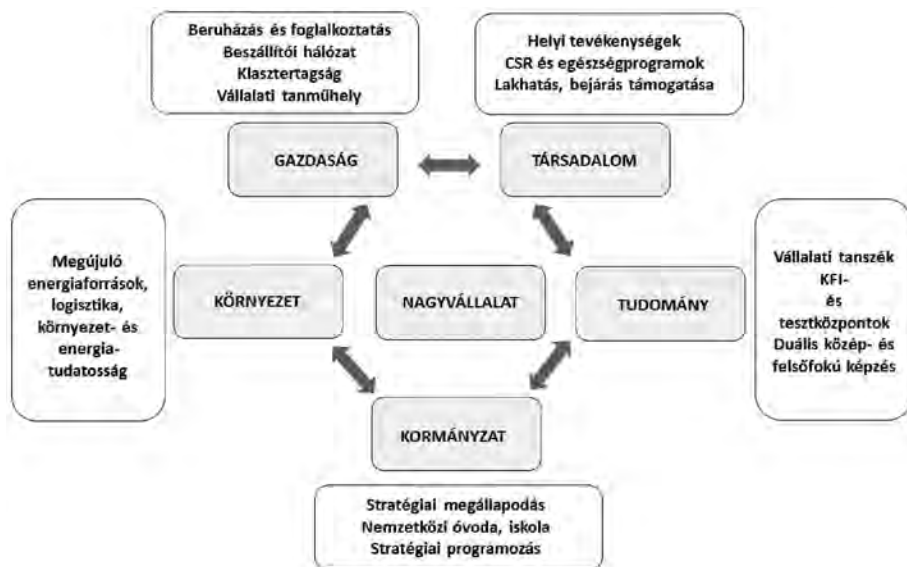 Beruházás és foglalkoztatás
Beszállítói hálózat
Klasztertagság
Vállalati tanműhely
Helyi tevékenységek
CSR és egészségprogramok
Lakhatás, bejárás támogatása
GAZDASÁG
TÁRSADALOM
Megújuló
energiaforrások,
logisztika,
környezet- és
energia-
tudatosság
KÖRNYEZET
NAGYVÁLLALAT
TUDOMÁNY
Vállalati tanszék
KFI-
és
tesztközpontok
Duális közép- és
felsőfokú képzés
KORMÁNYZAT
Stratégiai megállapodás
Nemzetközi óvoda, iskola
Stratégiai programozás